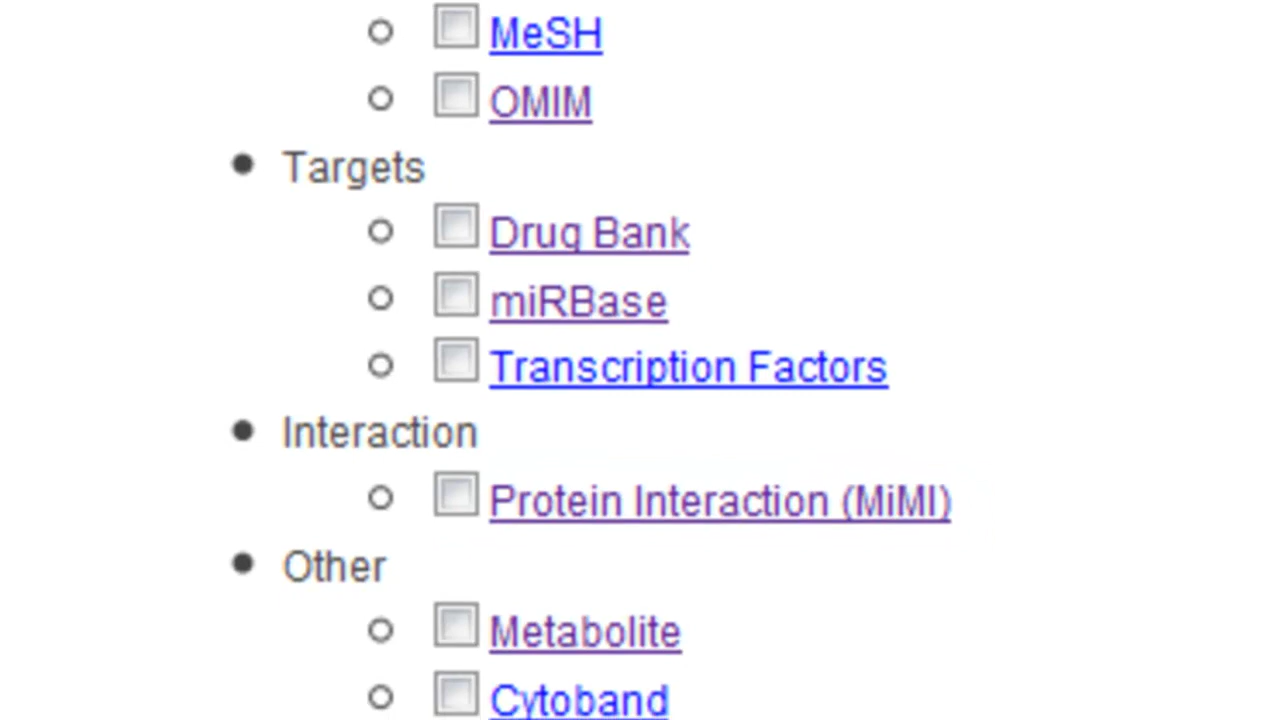 MeSH
OMIM
Targets
Drug Bank
miRBase
Transcription Factors
Interaction
Protein Interaction (MiMI)
Other
Metabolite
Cytoband